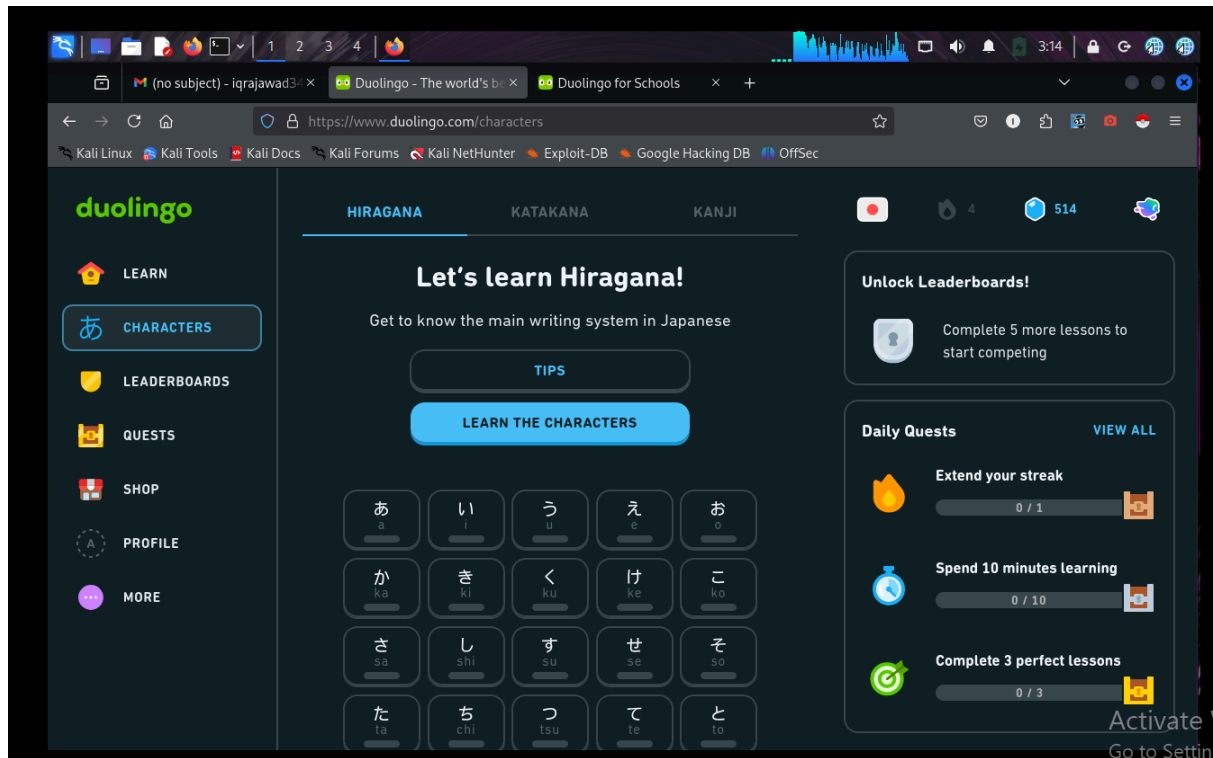 1 2 3 4 3:14
(no subject) - iqrajawad34 Duolingo - The world's be Duolingo for Schools
https://www.duolingo.com/characters
Kali Linux Kali Tools Kali Docs Kali Forums Kali NetHunter Exploit-DB Google Hacking DB OffSec
duolingo
LEARN
あ CHARACTERS
LEADERBOARDS
QUESTS
SHOP
A PROFILE
MORE
HIRAGANA KATAKANA KANJI
Let's learn Hiragana!
Get to know the main writing system in Japanese
TIPS
LEARN THE CHARACTERS
あ い う え お
a i u e o
か き く け こ
ka ki ku ke ko
さ し す せ そ
sa shi su se so
た ち つ て と
ta chi tsu te to
4 514
Unlock Leaderboards!
Complete 5 more lessons to
start competing
Daily Quests VIEW ALL
Extend your streak
0 / 1
Spend 10 minutes learning
0 / 10
Complete 3 perfect lessons
0 / 3
Activate
Go to Settin